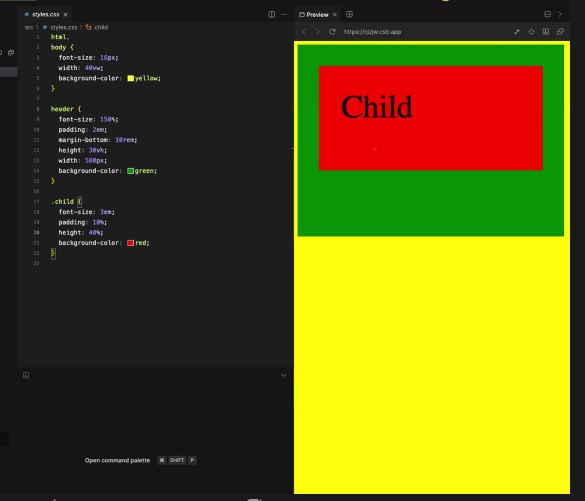 # styles.css ×
src > # styles.css > .child
1 html,
2 body {
3 font-size: 16px;
4 width: 40vw;
5 background-color: yellow;
6 }
7
8 header {
9 font-size: 150%;
10 padding: 2em;
11 margin-bottom: 10rem;
12 height: 30vh;
13 width: 500px;
14 background-color: green;
15 }
16
17 .child {
18 font-size: 3em;
19 padding: 10%;
20 height: 40%;
21 background-color: red;
22 }
23
Open command palette ⌘ SHIFT P
Preview ×
https://cjzjw.csb.app
Child